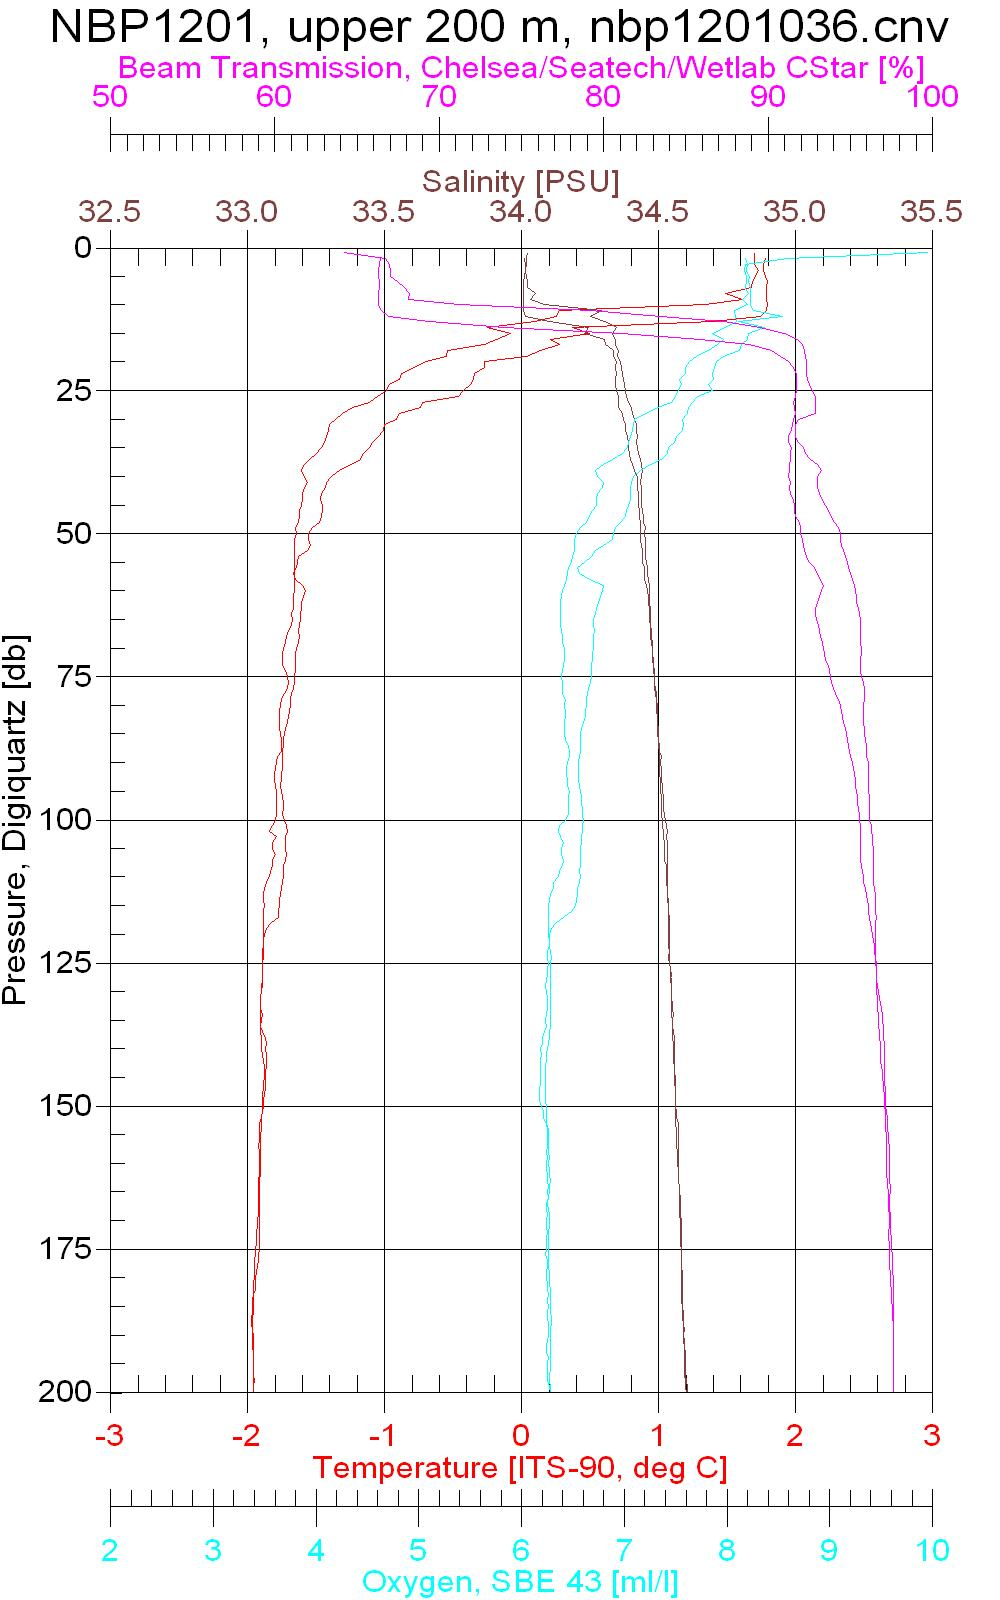 NBP1201, upper 200 m, nbp1201036.cnv
Beam Transmission, Chelsea/Seatech/Wetlab CStar [%]
50 60 70 80 90 100
Salinity [PSU]
32.5 33.0 33.5 34.0 34.5 35.0 35.5
0
25
50
75
100
125
150
175
200
Pressure, Digiquartz [db]
-3 -2 -1 0 1 2 3
Temperature [ITS-90, deg C]
2 3 4 5 6 7 8 9 10
Oxygen, SBE 43 [ml/l]